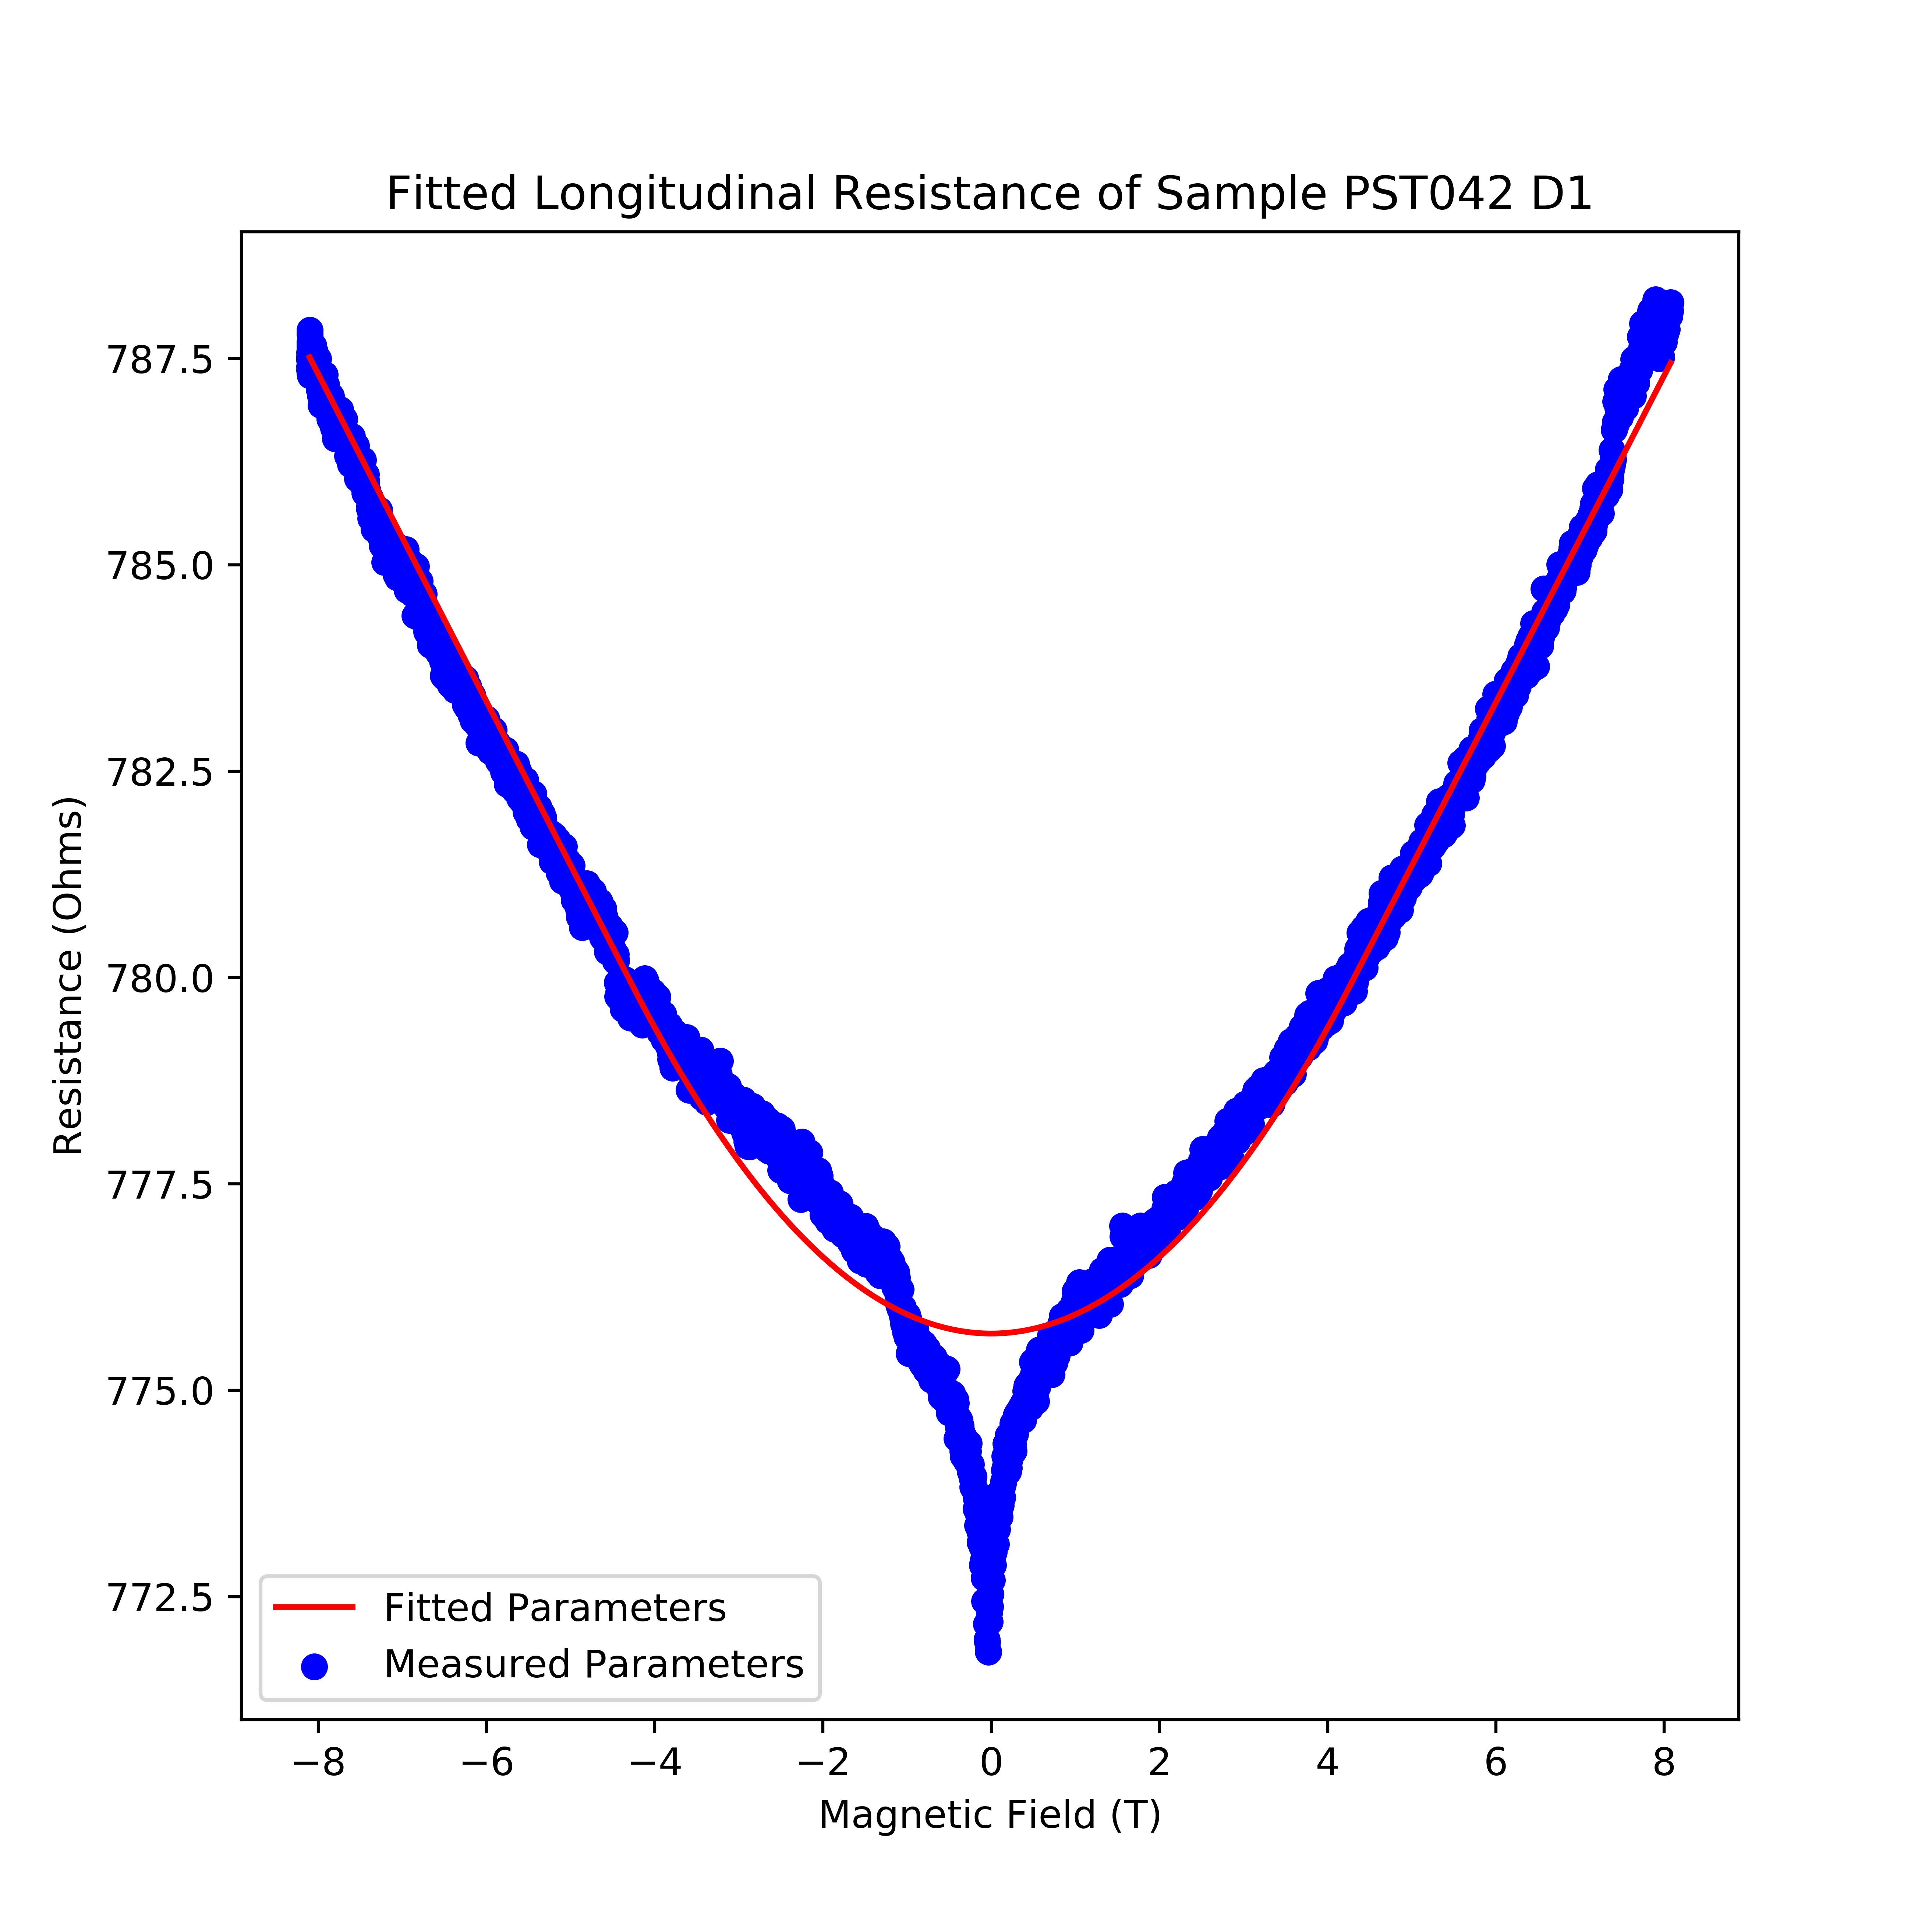 Fitted Longitudinal Resistance of Sample PST042 D1
Resistance (Ohms)
787.5
785.0
782.5
780.0
777.5
775.0
772.5
Fitted Parameters
Measured Parameters
−8 −6 −4 −2 0 2 4 6 8
Magnetic Field (T)